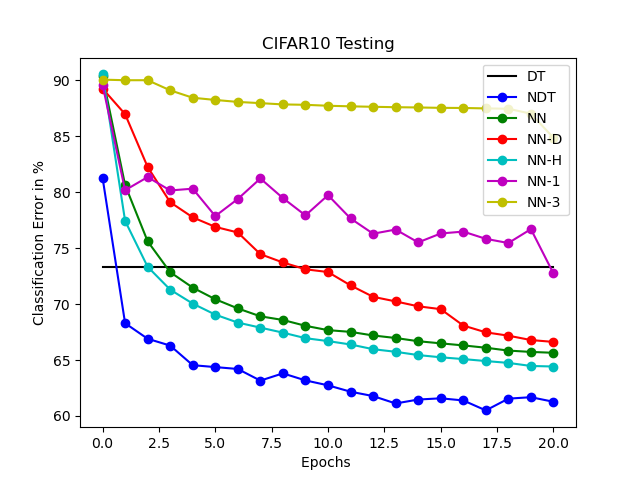 CIFAR10 Testing
Classification Error in %
90
85
80
75
70
65
60
DT
NDT
NN
NN-D
NN-H
NN-1
NN-3
0.0 2.5 5.0 7.5 10.0 12.5 15.0 17.5 20.0
Epochs